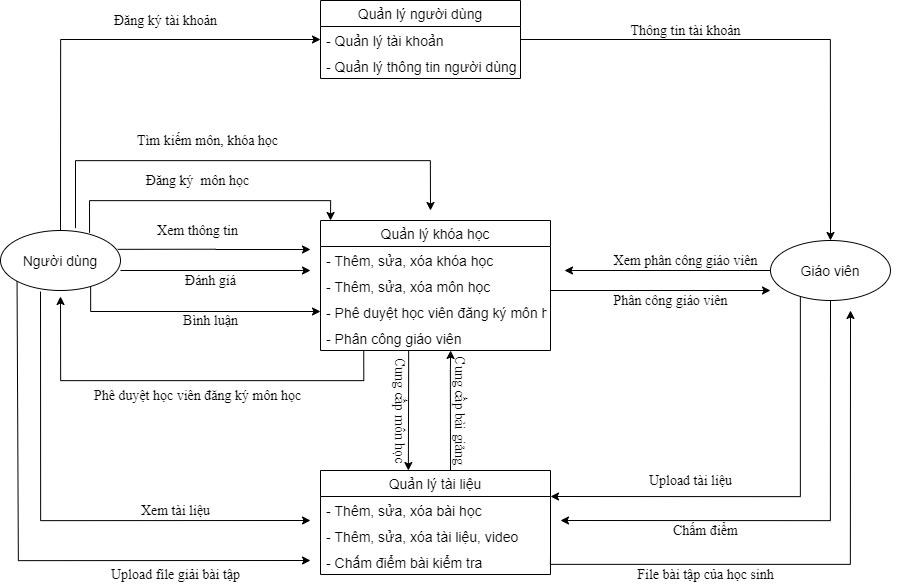 Quản lý người dùng
Đăng ký tài khoản
Thông tin tài khoản
- Quản lý tài khoản
- Quản lý thông tin người dùng
Tìm kiếm môn, khóa học
Đăng ký môn học
Xem thông tin
Quản lý khóa học
Người dùng
- Thêm, sửa, xóa khóa học
Xem phân công giáo viên
Giáo viên
Đánh giá
- Thêm, sửa, xóa môn học
Phân công giáo viên
Bình luận
- Phê duyệt học viên đăng ký môn h
- Phân công giáo viên
Phê duyệt học viên đăng ký môn học
Cung cấp môn học
Cung cấp bài giảng
Quản lý tài liệu
Upload tài liệu
Xem tài liệu
- Thêm, sửa, xóa bài học
- Thêm, sửa, xóa tài liệu, video
Chấm điểm
- Chấm điểm bài kiểm tra
Upload file giải bài tập
File bài tập của học sinh